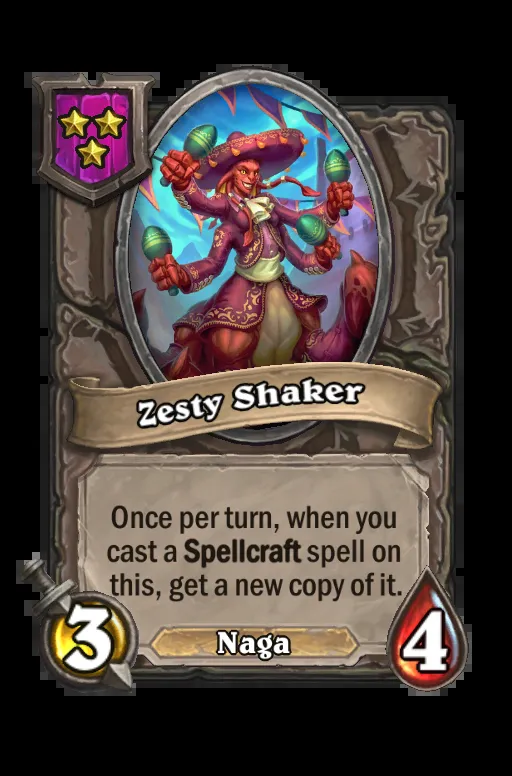 Zesty Shaker
Once per turn, when you
cast a Spellcraft spell on
this, get a new copy of it.
3
Naga
4